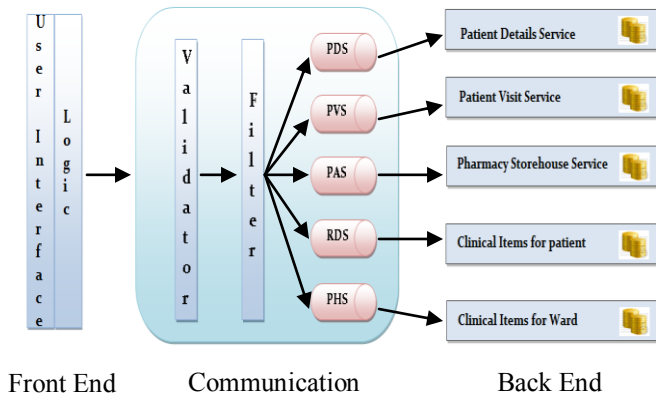 User Interface
Logic
Validator
Filter
PDS
PVS
PAS
RDS
PHS
Patient Details Service
Patient Visit Service
Pharmacy Storehouse Service
Clinical Items for patient
Clinical Items for Ward
Front End
Communication
Back End